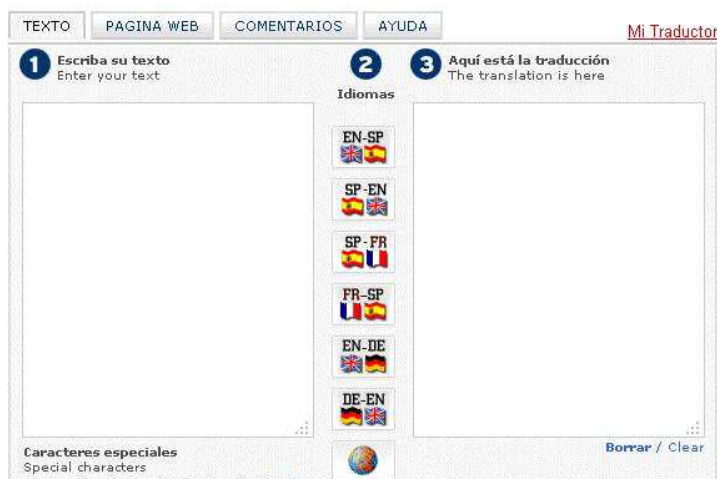 TEXTO PAGINA WEB COMENTARIOS AYUDA
Mi Traductor
1 Escriba su texto
Enter your text
2
Idiomas
3 Aquí está la traducción
The translation is here
EN-SP
SP-EN
SP-FR
FR-SP
EN-DE
DE-EN
Borrar / Clear
Caracteres especiales
Special characters